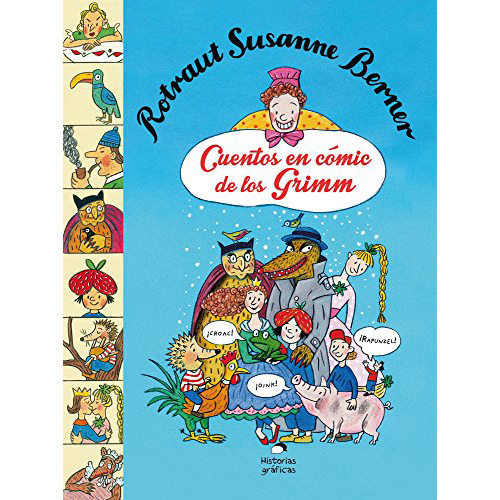 Rotraut Susanne Berner
Cuentos en cómic
de los Grimm
¡CROAC!
¡RAPUNZEL!
¡OINK!
Historias
gráficas